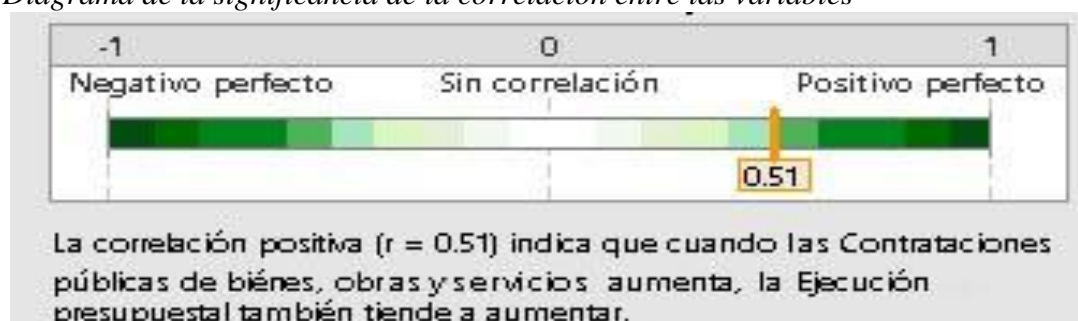 Diagrama de la significancia de la correlación entre las variables
-1 0 1
Negativo perfecto Sin correlación Positivo perfecto
0.51
La correlación positiva (r = 0.51) indica que cuando las Contrataciones
públicas de biénes, obras y servicios aumenta, la Ejecución
presupuestal también tiende a aumentar.